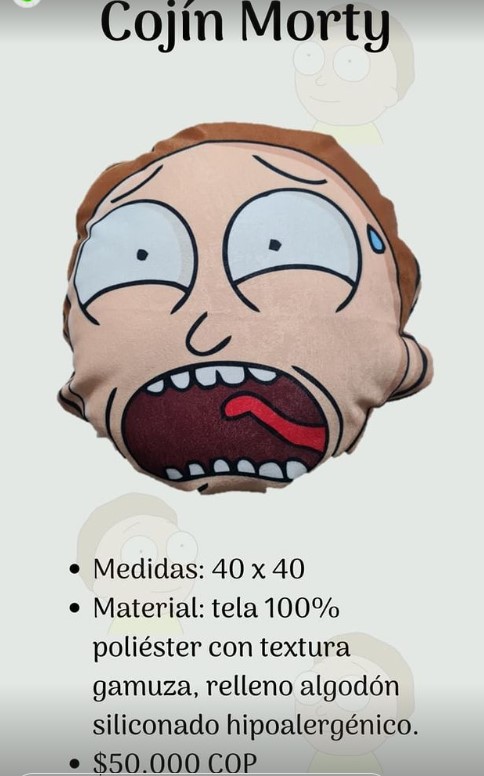 Cojín Morty
• Medidas: 40 x 40
• Material: tela 100%
poliéster con textura
gamuza, relleno algodón
siliconado hipoalergénico.
• $50.000 COP